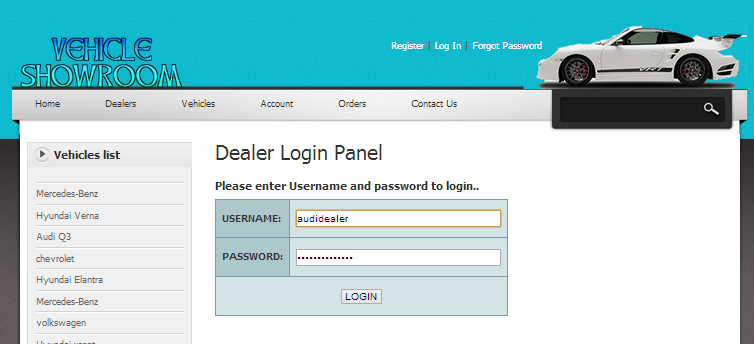 VEHICLE
SHOWROOM
Register | Log In | Forgot Password
Home Dealers Vehicles Account Orders Contact Us
Vehicles list
Mercedes-Benz
Hyundai Verna
Audi Q3
chevrolet
Hyundai Elantra
Mercedes-Benz
volkswagen
Dealer Login Panel
Please enter Username and password to login..
USERNAME: audidealer
PASSWORD: ••••••••••••••
LOGIN